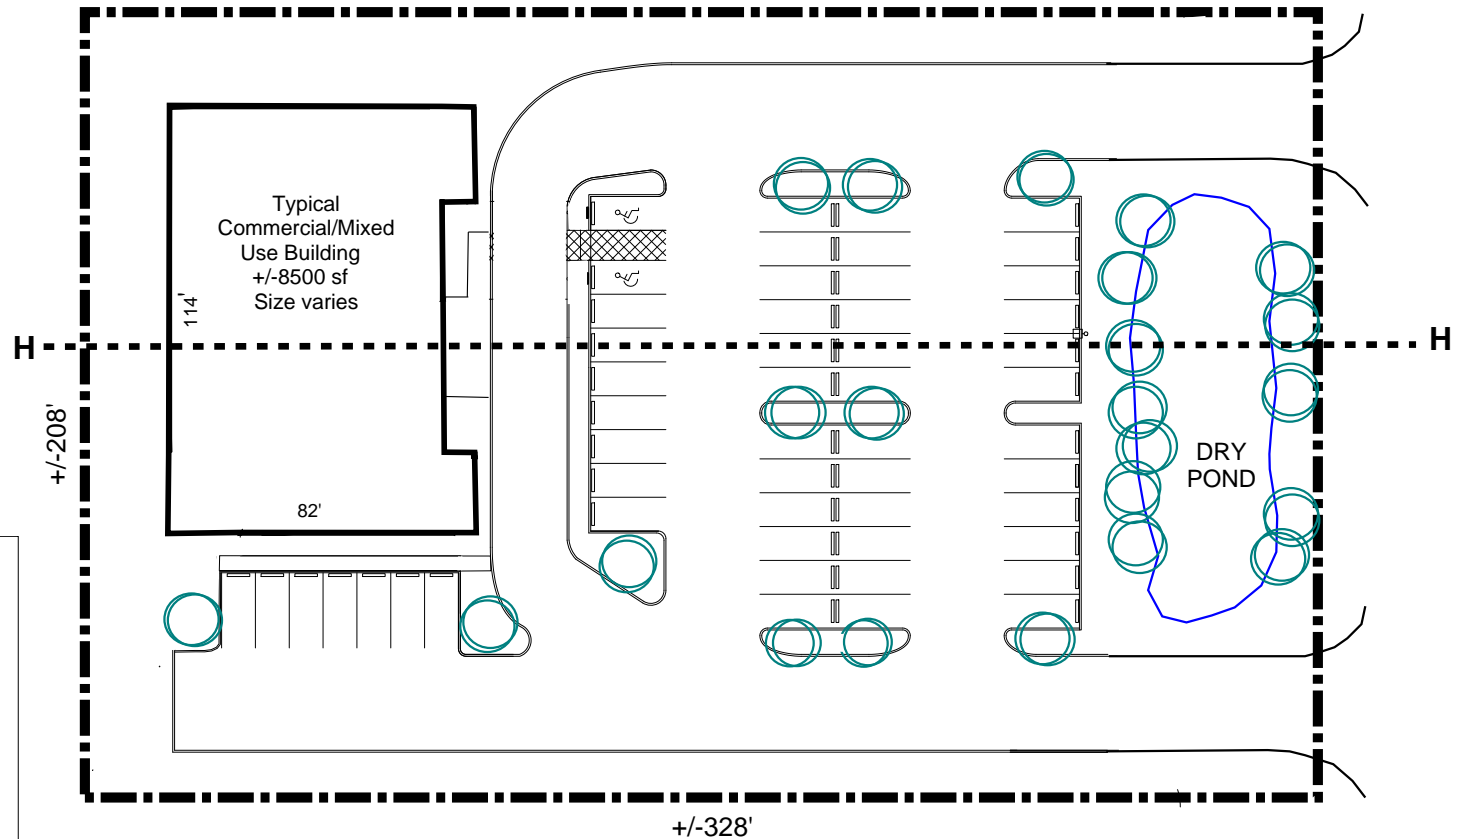 Typical
Commercial/Mixed
Use Building
+/-8500 sf
Size varies
114'
H
H
+/-208'
DRY
POND
82'
+/-328'